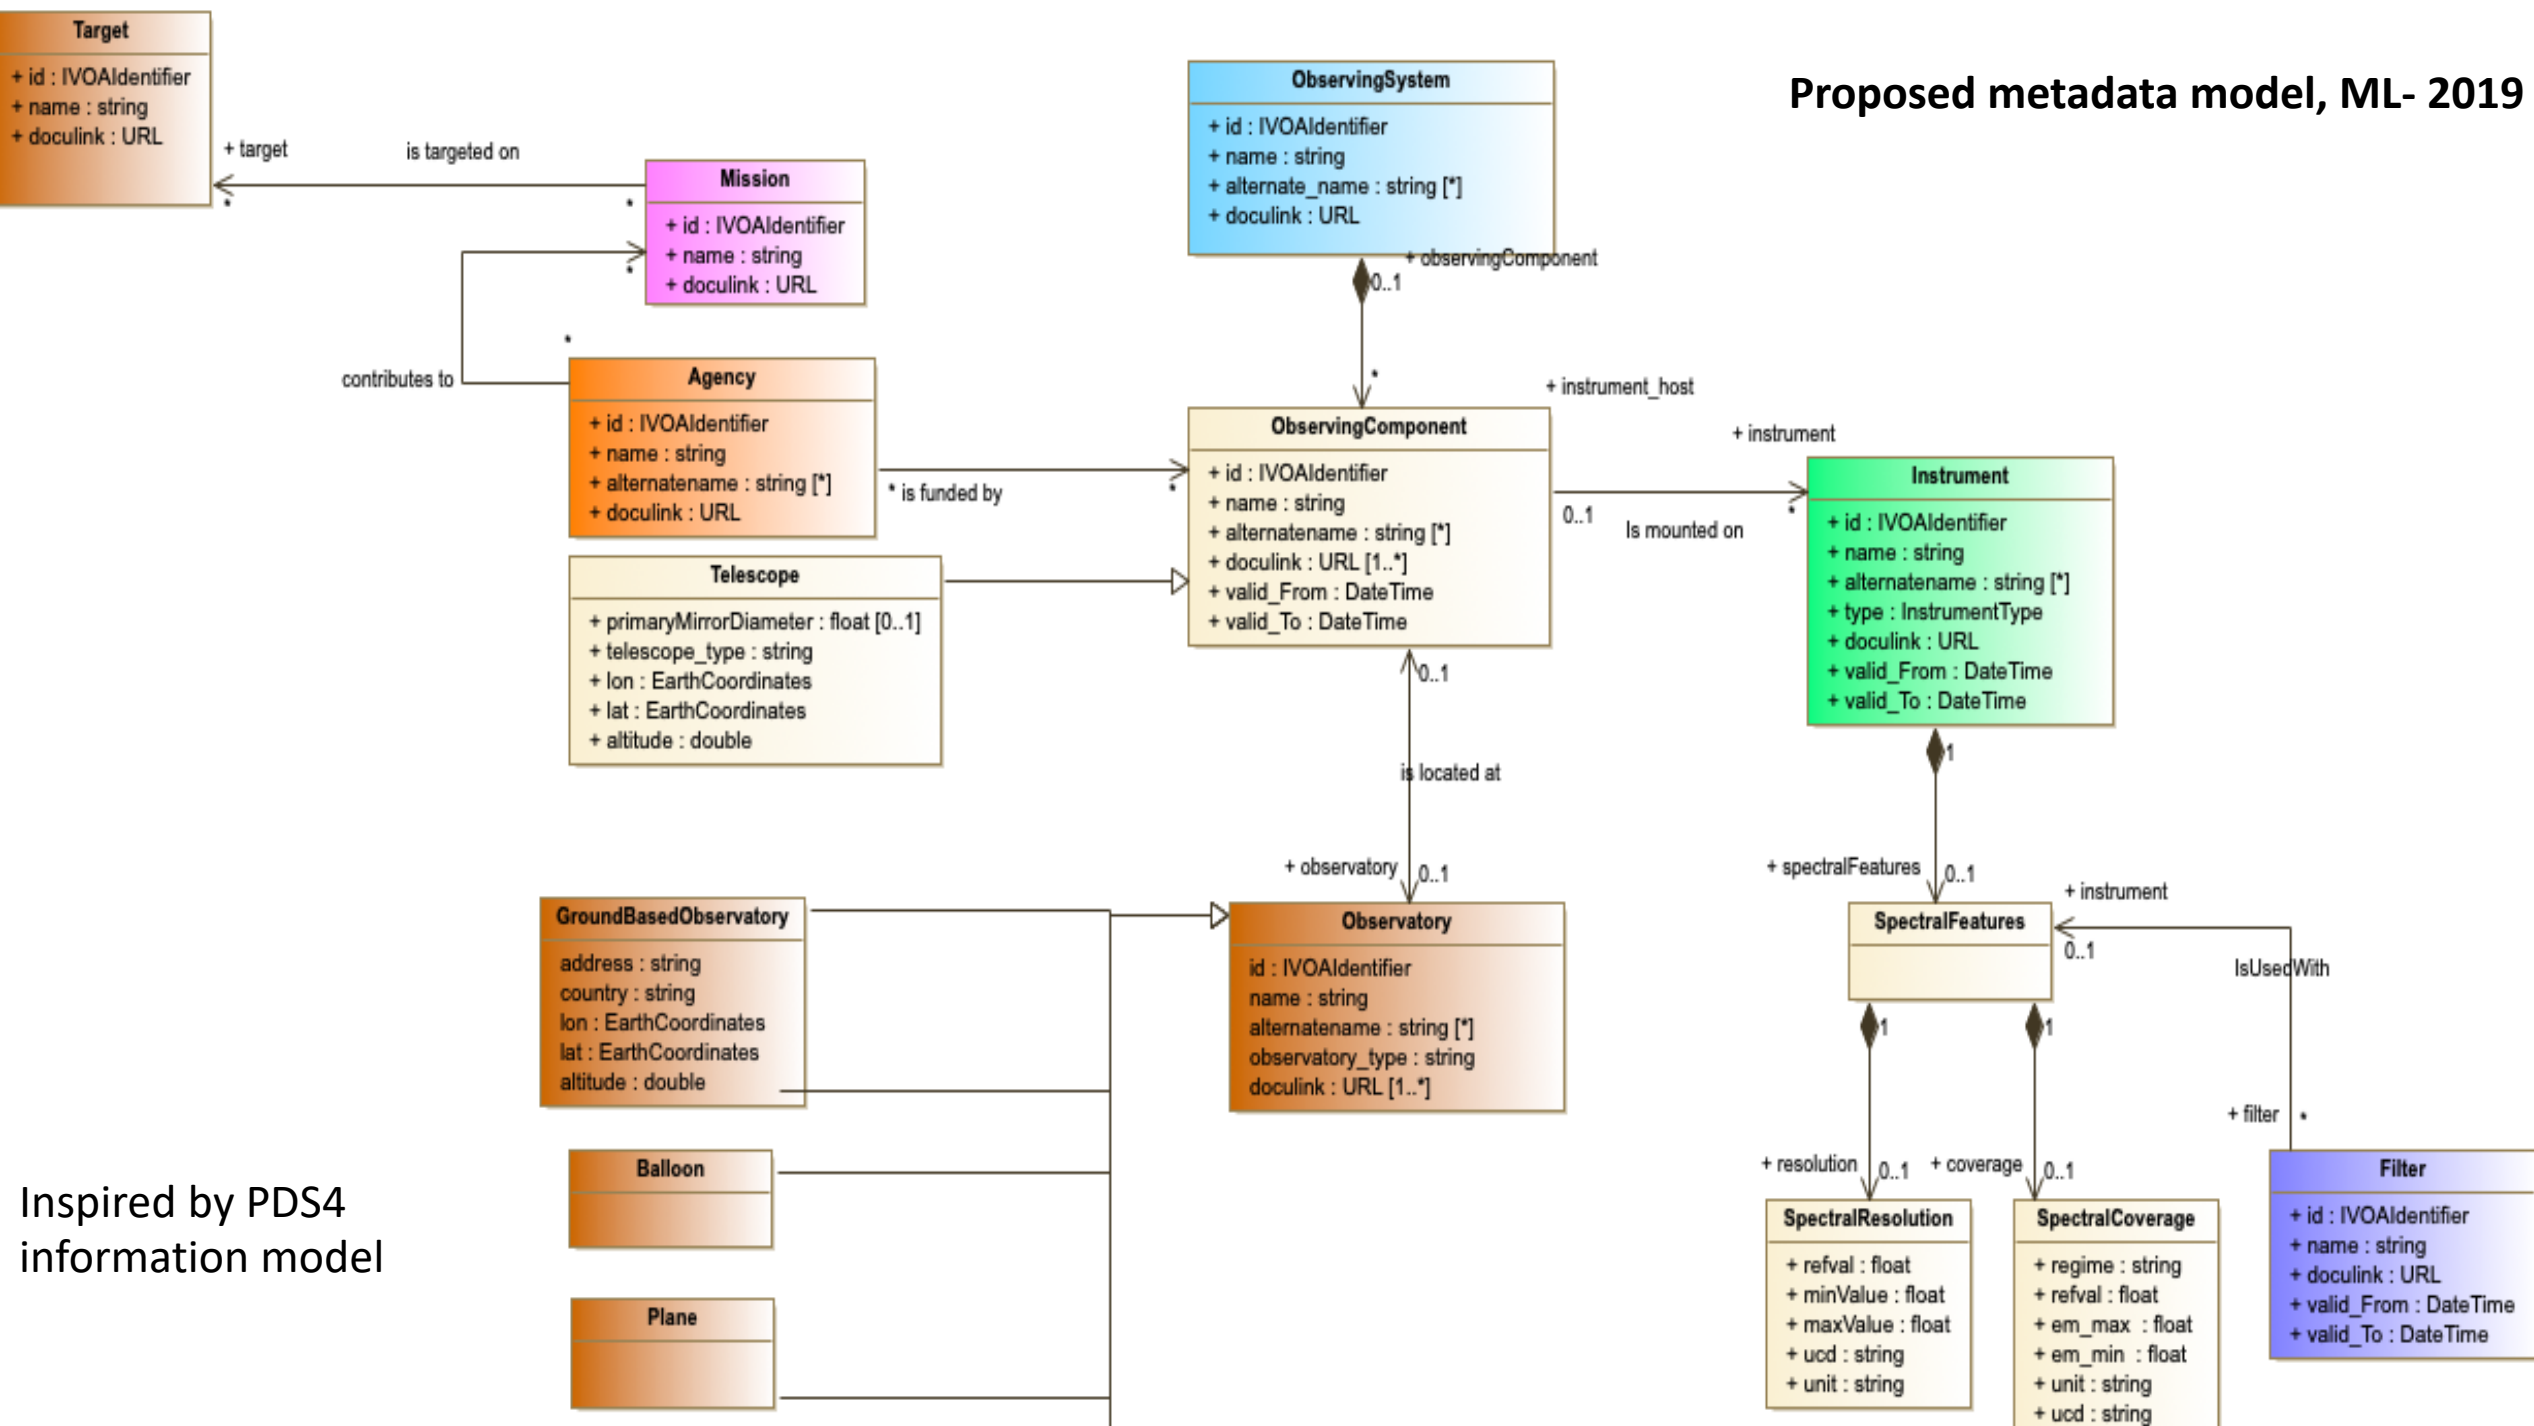 Target
+ id : IVOAIdentifier
+ name : string
+ doculink : URL
+ target
*
is targeted on
*
Mission
+ id : IVOAIdentifier
+ name : string
+ doculink : URL
*
contributes to
*
Agency
+ id : IVOAIdentifier
+ name : string
+ alternatename : string [*]
+ doculink : URL
* is funded by
*
ObservingSystem
+ id : IVOAIdentifier
+ name : string
+ alternate_name : string [*]
+ doculink : URL
+ observingComponent
0..1
*
Proposed metadata model, ML- 2019
ObservingComponent
+ id : IVOAIdentifier
+ name : string
+ alternatename : string [*]
+ doculink : URL [1..*]
+ valid_From : DateTime
+ valid_To : DateTime
+ instrument_host
0..1
Is mounted on
+ instrument
*
Instrument
+ id : IVOAIdentifier
+ name : string
+ alternatename : string [*]
+ type : InstrumentType
+ doculink : URL
+ valid_From : DateTime
+ valid_To : DateTime
Telescope
+ primaryMirrorDiameter : float [0..1]
+ telescope_type : string
+ lon : EarthCoordinates
+ lat : EarthCoordinates
+ altitude : double
0..1
is located at
+ observatory
0..1
1
+ spectralFeatures
0..1
GroundBasedObservatory
address : string
country : string
lon : EarthCoordinates
lat : EarthCoordinates
altitude : double
Observatory
id : IVOAIdentifier
name : string
alternatename : string [*]
observatory_type : string
doculink : URL [1..*]
SpectralFeatures
+ instrument
0..1
IsUsedWith
+ filter
*
1
1
+ resolution
0..1
+ coverage
0..1
Balloon
Plane
Inspired by PDS4
information model
SpectralResolution
+ refval : float
+ minValue : float
+ maxValue : float
+ ucd : string
+ unit : string
SpectralCoverage
+ regime : string
+ refval : float
+ em_max : float
+ em_min : float
+ unit : string
+ ucd : string
Filter
+ id : IVOAIdentifier
+ name : string
+ doculink : URL
+ valid_From : DateTime
+ valid_To : DateTime